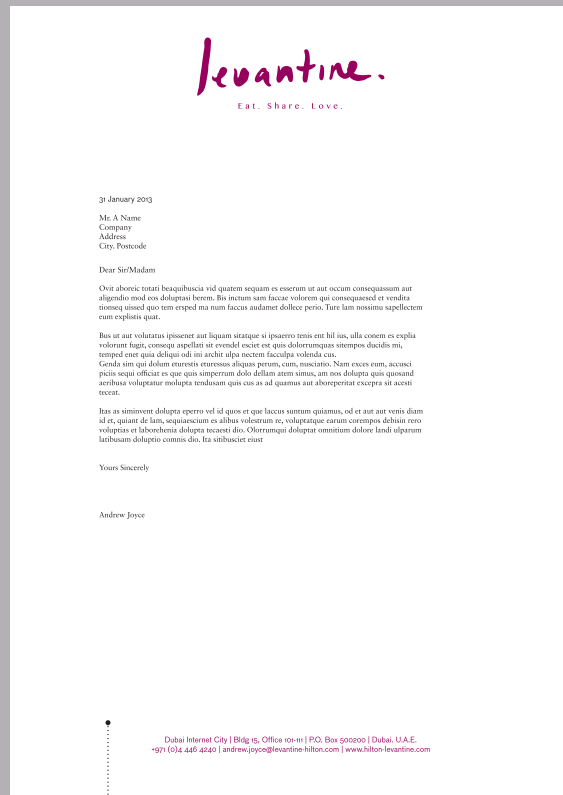 levantine.
Eat. Share. Love.
31 January 2013
Mr. A Name
Company
Address
City. Postcode
Dear Sir/Madam
Ovit aboreic totati beaquibuscia vid quatem sequam es esserum ut aut occum consequassum aut
aligendio mod eos doluptasi berem. Bis inctum sam faccae volorem qui consequaesed et vendita
tionseq uissed quo tem ersped ma num faccus audamet dollece perio. Ture lam nossimu sapellectem
eum explistis quat.
Bus ut aut volutatus ipissenet aut liquam sitatque si ipsaerro tenis ent hil ius, ulla conem es explia
volorunt fugit, consequ aspellati sit evendel esciet est quis dolorrumquas sitempos ducidis mi,
temped enet quia deliqui odi ini archit ulpa nectem facculpa volenda cus.
Genda sim qui dolum eturestis eturessus aliquas perum, cum, nusciatio. Nam exces eum, accusci
piciis sequi officiat es que quis simperrum dolo dellam atem simus, am nos dolupta quis quosand
aeribusa voluptatur molupta tendusam quis cus as ad quamus aut aboreperitat excepra sit acesti
teceat.
Itas as siminvent dolupta eperro vel id quos et que laccus suntum quiamus, od et aut aut venis diam
id et, quiant de lam, sequiaescium es alibus volestrum re, voluptatque earum corempos debisin rero
voluptias et laborehenia dolupta tecaesti dio. Olorrumqui doluptat omnitium dolore landi ulparum
latibusam doluptio comnis dio. Ita sitibusciet eiust
Yours Sincerely
Andrew Joyce
Dubai Internet City | Bldg 15, Office 101-111 | P.O. Box 500200 | Dubai. U.A.E.
+971 (0)4 446 4240 | andrew.joyce@levantine-hilton.com | www.hilton-levantine.com